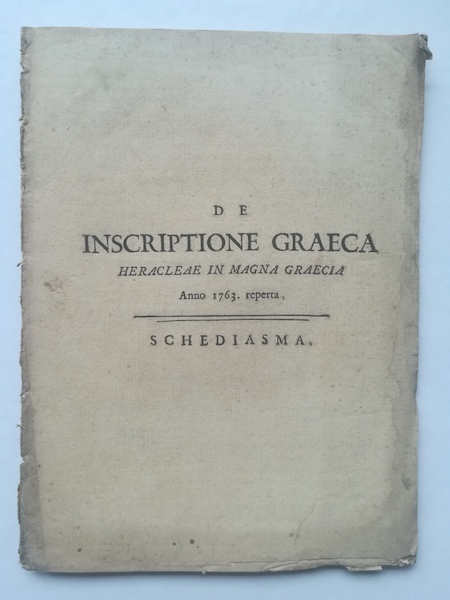 DE
INSCRIPTIONE GRAECA
HERACLEAE IN MAGNA GRAECIA
Anno 1763. reperta,
SCHEDIASMA.